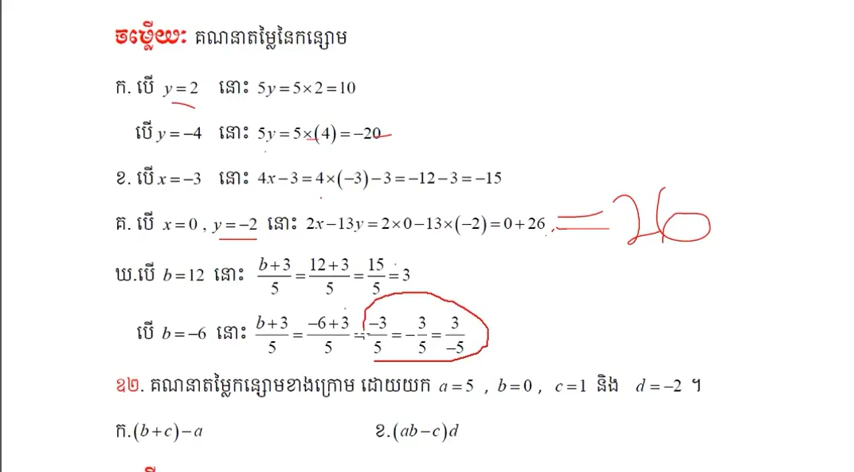 ចម្លើយ៖ គណនាតម្លៃនៃកន្សោម
ក. បើ y = 2 នោះ 5y = 5×2 = 10
បើ y = −4 នោះ 5y = 5×(4) = −20
ខ. បើ x = −3 នោះ 4x − 3 = 4×(−3) − 3 = −12 − 3 = −15
គ. បើ x = 0 , y = −2 នោះ 2x − 13y = 2×0 − 13×(−2) = 0 + 26 = 26
ឃ. បើ b = 12 នោះ (b+3)/5 = (12+3)/5 = 15/5 = 3
បើ b = −6 នោះ (b+3)/5 = (−6+3)/5 = −3/5 = −3/5 = 3/−5
ឧ២. គណនាតម្លៃកន្សោមខាងក្រោម ដោយយក a = 5 , b = 0 , c = 1 និង d = −2 ។
ក. (b+c) − a ខ. (ab − c)d